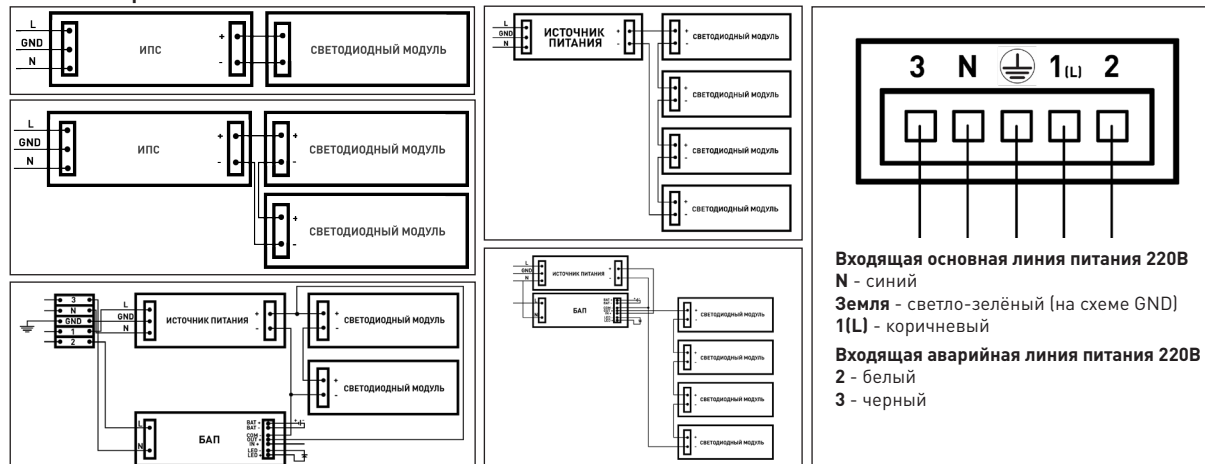 L
GND
N
ИПС
+
-
СВЕТОДИОДНЫЙ МОДУЛЬ
L
GND
N
ИПС
+
-
+
-
СВЕТОДИОДНЫЙ МОДУЛЬ
+
-
СВЕТОДИОДНЫЙ МОДУЛЬ
3
N
GND
1
2
L
GND
N
ИСТОЧНИК ПИТАНИЯ
+
-
+
-
СВЕТОДИОДНЫЙ МОДУЛЬ
+
-
СВЕТОДИОДНЫЙ МОДУЛЬ
L
N
БАП
BAT +
BAT -
COM -
OUT +
IN +
LED -
LED +
+
-
L
GND
N
ИСТОЧНИК
ПИТАНИЯ
+
-
+
-
СВЕТОДИОДНЫЙ МОДУЛЬ
+
-
СВЕТОДИОДНЫЙ МОДУЛЬ
+
-
СВЕТОДИОДНЫЙ МОДУЛЬ
+
-
СВЕТОДИОДНЫЙ МОДУЛЬ
L
GND
N
ИСТОЧНИК ПИТАНИЯ
+
-
L
N
БАП
+
-
СВЕТОДИОДНЫЙ МОДУЛЬ
+
-
СВЕТОДИОДНЫЙ МОДУЛЬ
+
-
СВЕТОДИОДНЫЙ МОДУЛЬ
+
-
СВЕТОДИОДНЫЙ МОДУЛЬ
3 N 1(L) 2
Входящая основная линия питания 220В
N - синий
Земля - светло-зелёный (на схеме GND)
1(L) - коричневый
Входящая аварийная линия питания 220В
2 - белый
3 - черный